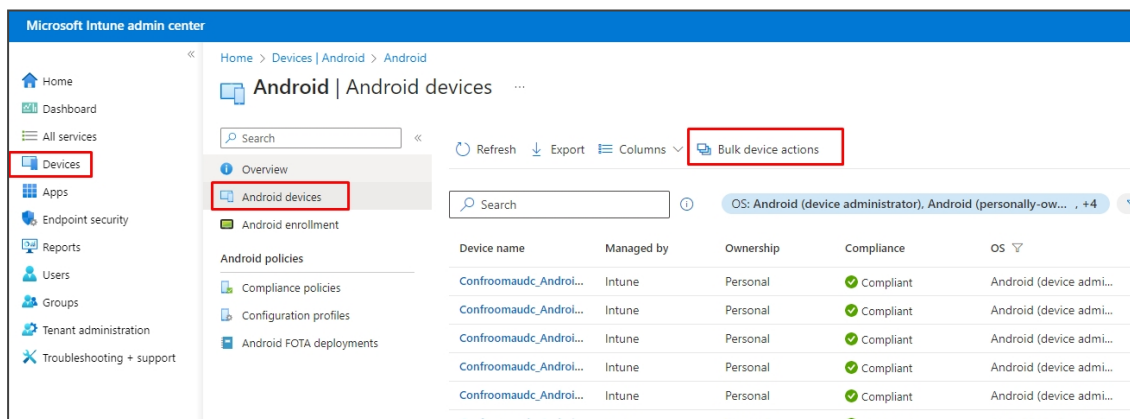 Microsoft Intune admin center
«
Home
Dashboard
All services
Devices
Apps
Endpoint security
Reports
Users
Groups
Tenant administration
Troubleshooting + support
Home > Devices | Android > Android
Android | Android devices ...
Search «
Overview
Android devices
Android enrollment
Android policies
Compliance policies
Configuration profiles
Android FOTA deployments
Refresh Export Columns Bulk device actions
Search OS: Android (device administrator), Android (personally-ow... , +4
Device name Managed by Ownership Compliance OS
Confroomaudc_Androi... Intune Personal Compliant Android (device admi...
Confroomaudc_Androi... Intune Personal Compliant Android (device admi...
Confroomaudc_Androi... Intune Personal Compliant Android (device admi...
Confroomaudc_Androi... Intune Personal Compliant Android (device admi...
Confroomaudc_Androi... Intune Personal Compliant Android (device admi...